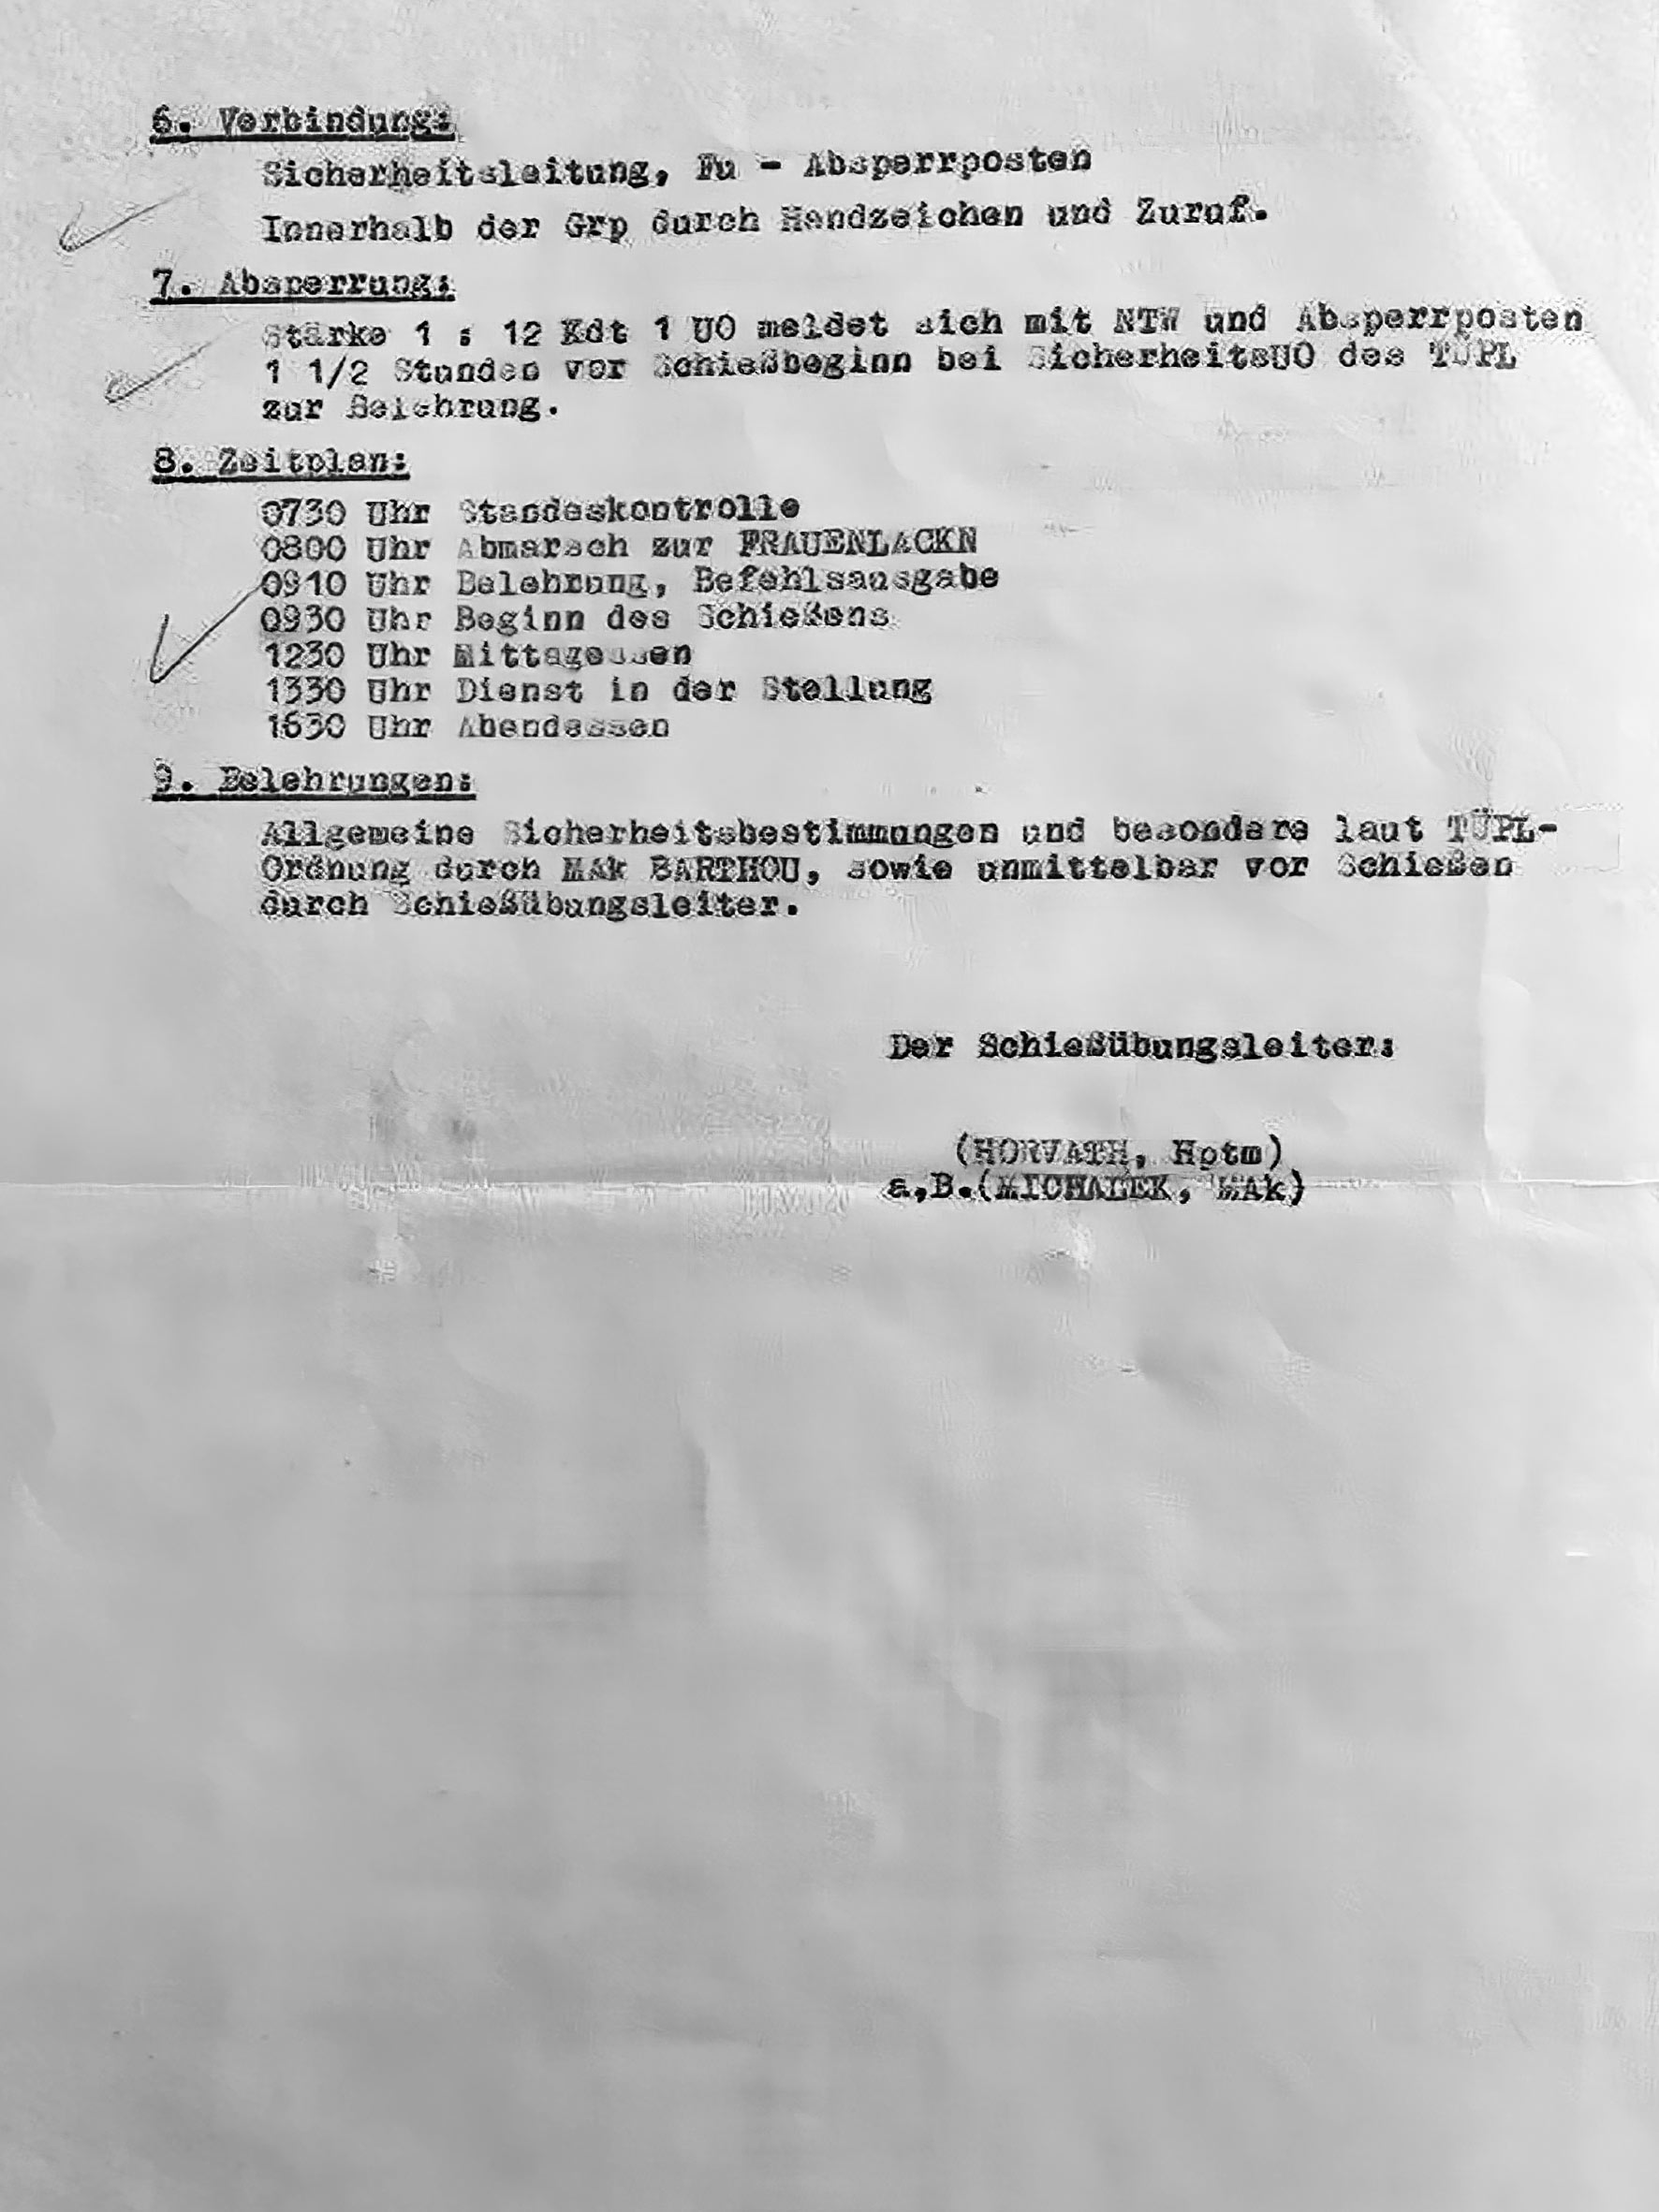 6. Verbindung:
Sicherheitsleitung, Fu - Absperrposten
Innerhalb der Grp durch Handzeichen und Zuruf.
7. Absperrung:
Stärke 1 : 12 Kdt 1 UO meldet sich mit NTW und Absperrposten
1 1/2 Stunden vor Schießbeginn bei SicherheitsUO des TÜPL
zur Belehrung.
8. Zeitplan:
0730 Uhr Standeskontrolle
0800 Uhr Abmarsch zur FRAUENLACKN
0910 Uhr Belehrung, Befehlsausgabe
0930 Uhr Beginn des Schießens
1230 Uhr Mittagessen
1330 Uhr Dienst in der Stellung
1630 Uhr Abendessen
9. Belehrungen:
Allgemeine Sicherheitsbestimmungen und besondere laut TÜPL-
Ordnung durch MAk BARTHOU, sowie unmittelbar vor Schießen
durch Schießübungsleiter.
Der Schießübungsleiter:
(HORVATH, Hptm)
a,B.(MICHALEK, MAk)